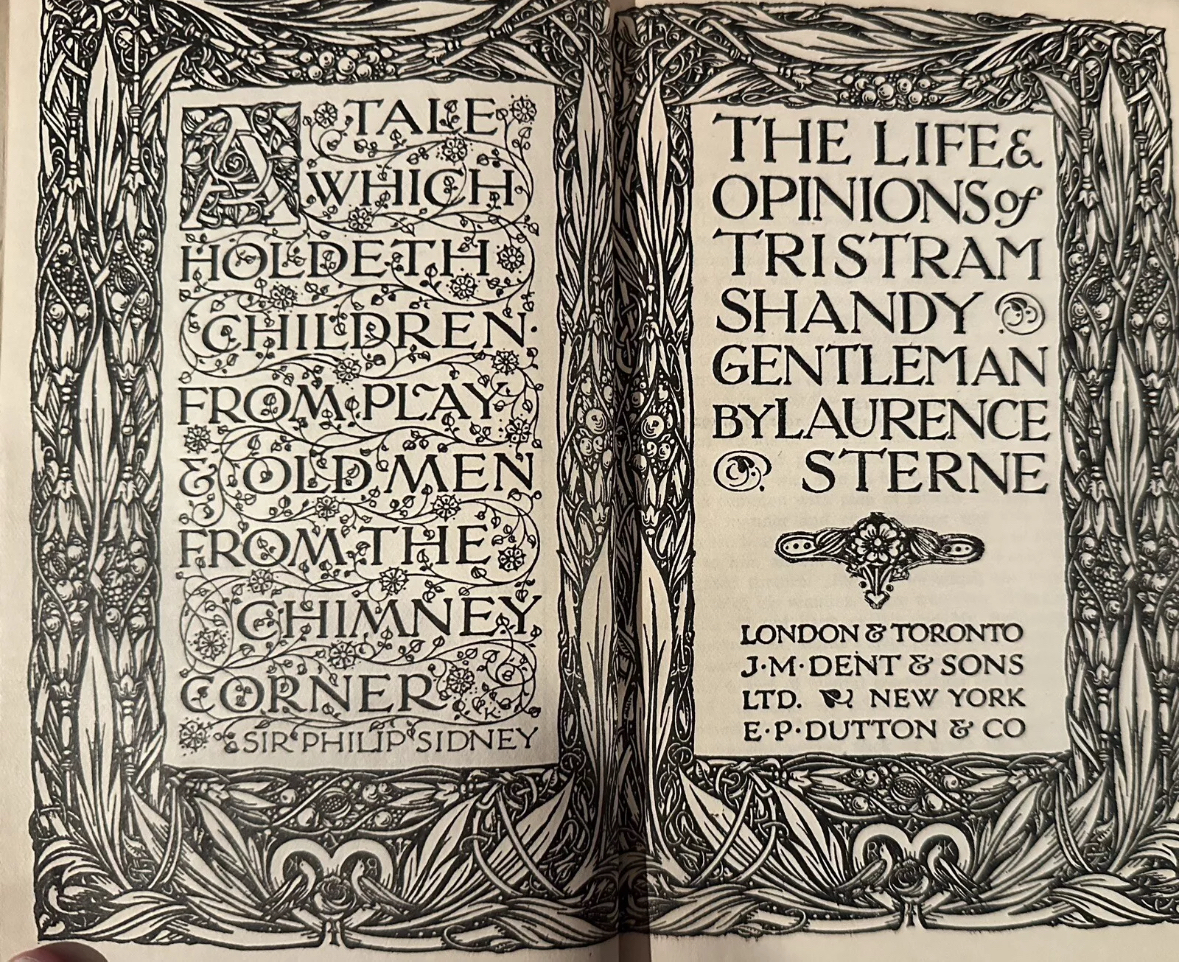 A TALE
WHICH
HOLDETH
CHILDREN·
FROM PLAY
& OLD MEN
FROM THE
CHIMNEY
CORNER
SIR PHILIP SIDNEY
THE LIFE &
OPINIONS of
TRISTRAM
SHANDY
GENTLEMAN
BY LAURENCE
STERNE
LONDON & TORONTO
J·M·DENT & SONS
LTD. NEW YORK
E·P·DUTTON & CO